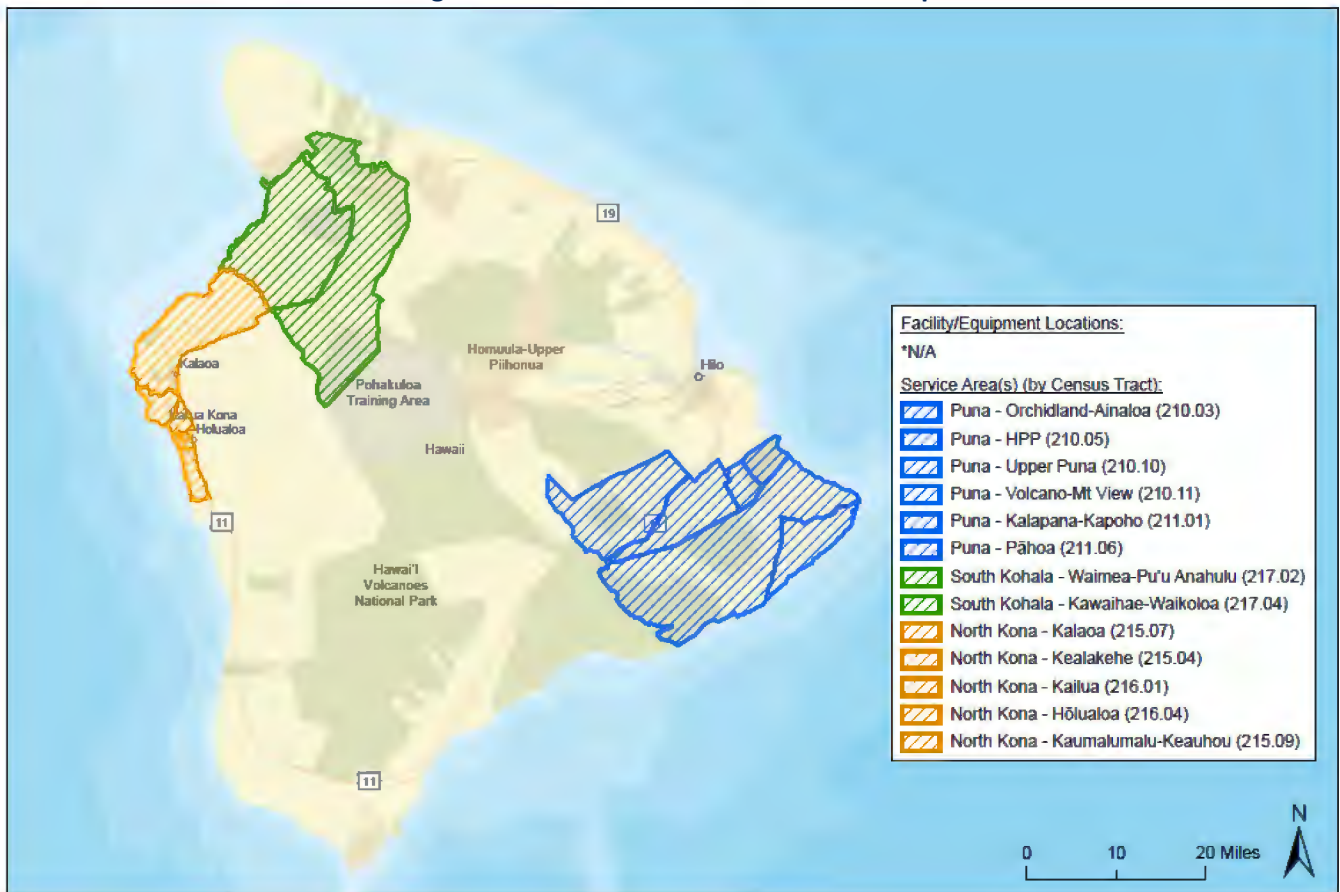 19
Kalaoa
Homuula-Upper
Piihonua
Hilo
Pohakuloa
Training Area
Kona
Holualoa
Hawaii
11
Hawai'i
Volcanoes
National Park
11
Facility/Equipment Locations:
*N/A
Service Area(s) (by Census Tract):
Puna - Orchidland-Ainaloa (210.03)
Puna - HPP (210.05)
Puna - Upper Puna (210.10)
Puna - Volcano-Mt View (210.11)
Puna - Kalapana-Kapoho (211.01)
Puna - Pāhoa (211.06)
South Kohala - Waimea-Pu'u Anahulu (217.02)
South Kohala - Kawaihae-Waikoloa (217.04)
North Kona - Kalaoa (215.07)
North Kona - Kealakehe (215.04)
North Kona - Kailua (216.01)
North Kona - Hōlualoa (216.04)
North Kona - Kaumalumalu-Keauhou (215.09)
N
0 10 20 Miles